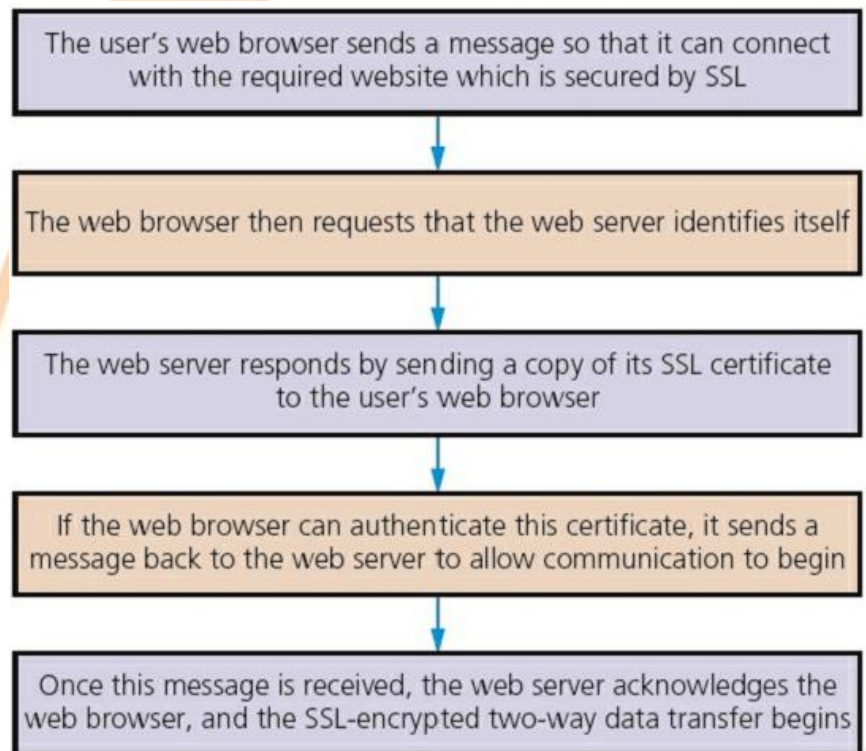 The user's web browser sends a message so that it can connect
with the required website which is secured by SSL
The web browser then requests that the web server identifies itself
The web server responds by sending a copy of its SSL certificate
to the user's web browser
If the web browser can authenticate this certificate, it sends a
message back to the web server to allow communication to begin
Once this message is received, the web server acknowledges the
web browser, and the SSL-encrypted two-way data transfer begins